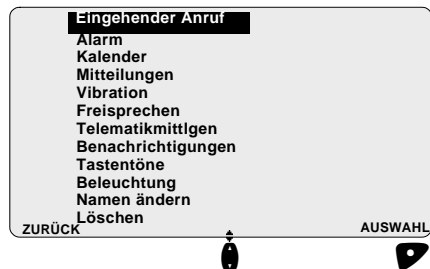 Eingehender Anruf
Alarm
Kalender
Mitteilungen
Vibration
Freisprechen
Telematikmittlgen
Benachrichtigungen
Tastentöne
Beleuchtung
Namen ändern
Löschen
ZURÜCK AUSWAHL